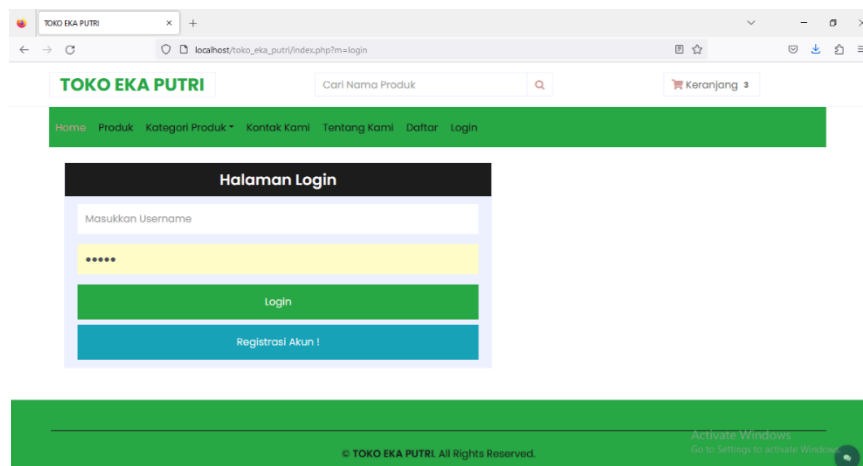 TOKO EKA PUTRI
localhost/toko_eka_putri/index.php?m=login
TOKO EKA PUTRI
Cari Nama Produk
Keranjang 3
Home Produk Kategori Produk Kontak Kami Tentang Kami Daftar Login
Halaman Login
Masukkan Username
•••••
Login
Registrasi Akun !
Activate Windows
Go to Settings to activate Windows.
© TOKO EKA PUTRI. All Rights Reserved.